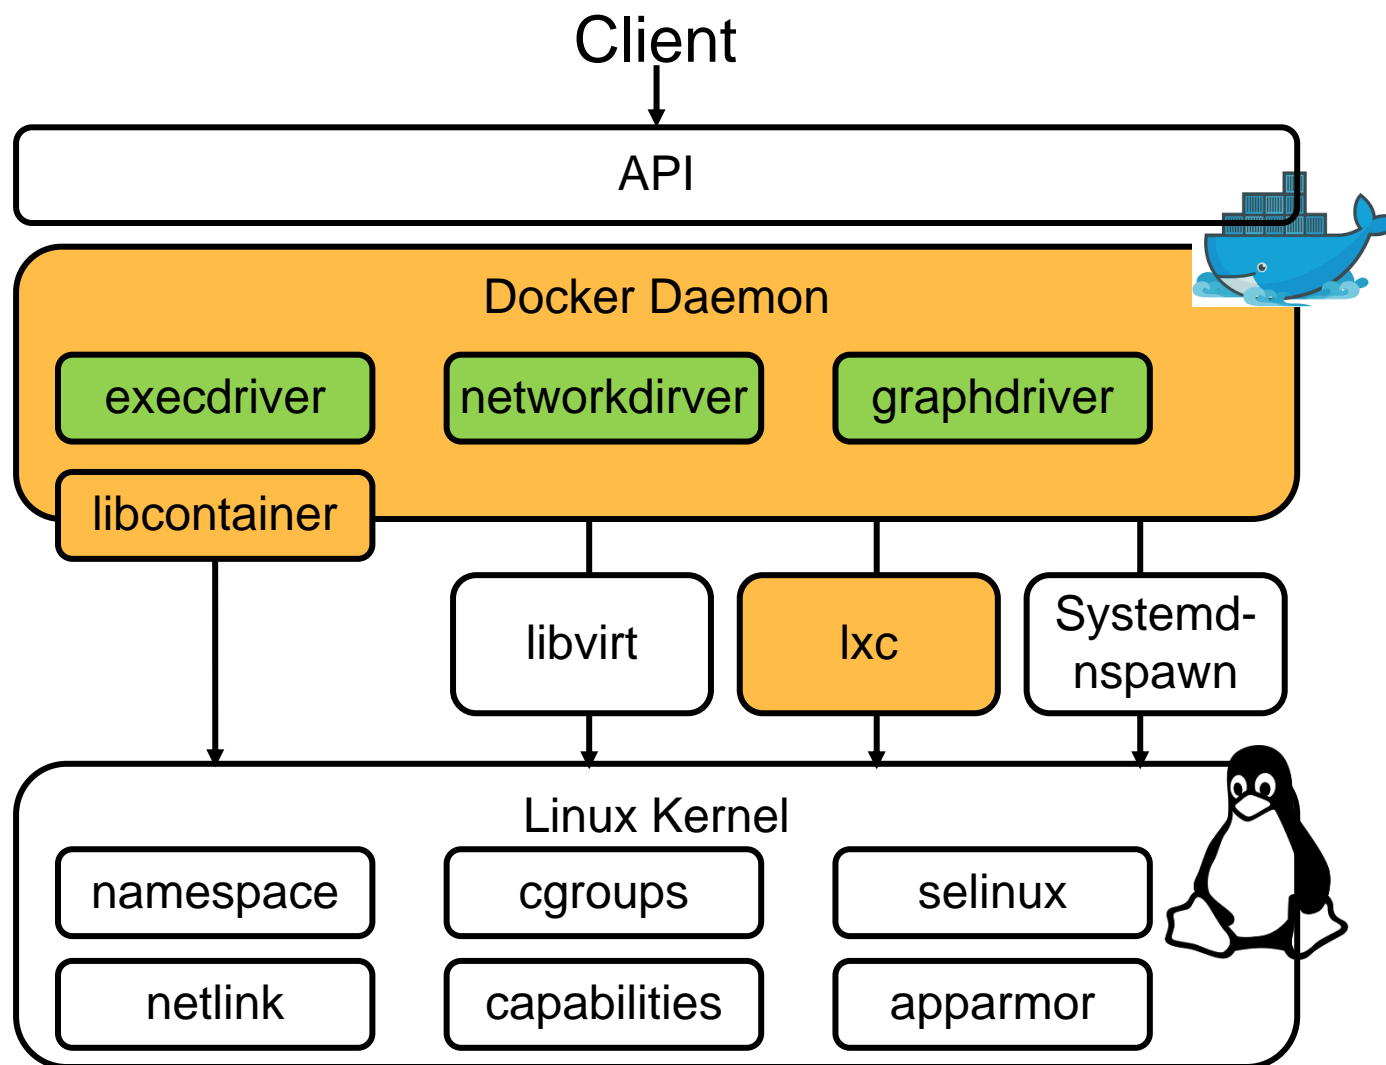 Client
API
Docker Daemon
execdriver
networkdirver
graphdriver
libcontainer
libvirt
lxc
Systemd-
nspawn
Linux Kernel
namespace
cgroups
selinux
netlink
capabilities
apparmor